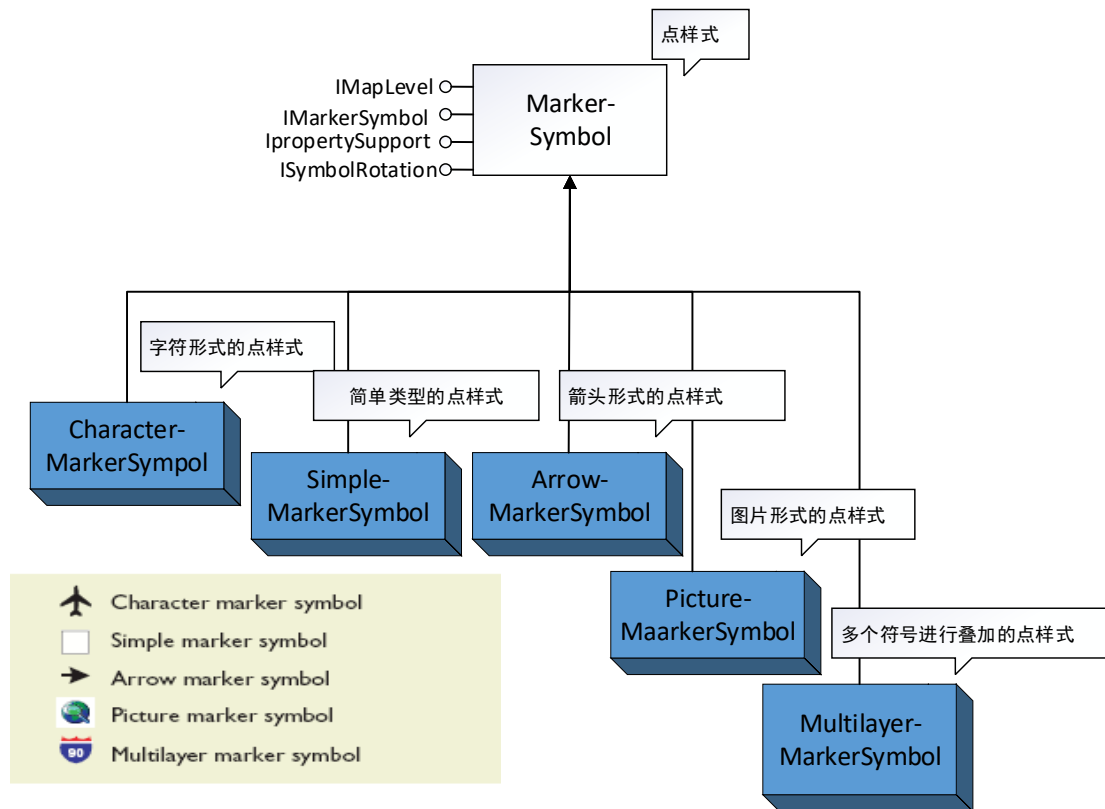 点样式
IMapLevel
IMarkerSymbol
IpropertySupport
ISymbolRotation
Marker-
Symbol
字符形式的点样式
简单类型的点样式
箭头形式的点样式
Character-
MarkerSympol
Simple-
MarkerSymbol
Arrow-
MarkerSymbol
图片形式的点样式
Picture-
MaarkerSymbol
多个符号进行叠加的点样式
Multilayer-
MarkerSymbol
Character marker symbol
Simple marker symbol
Arrow marker symbol
Picture marker symbol
90 Multilayer marker symbol